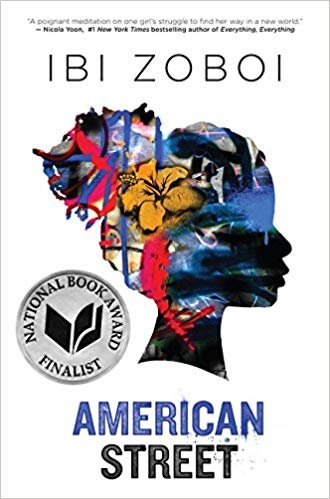 "A poignant meditation on one girl's struggle to find her way in a new world."
— Nicola Yoon, #1 New York Times bestselling author of Everything, Everything
IBI ZOBOI
NATIONAL BOOK AWARD
FINALIST
AMERICAN
STREET